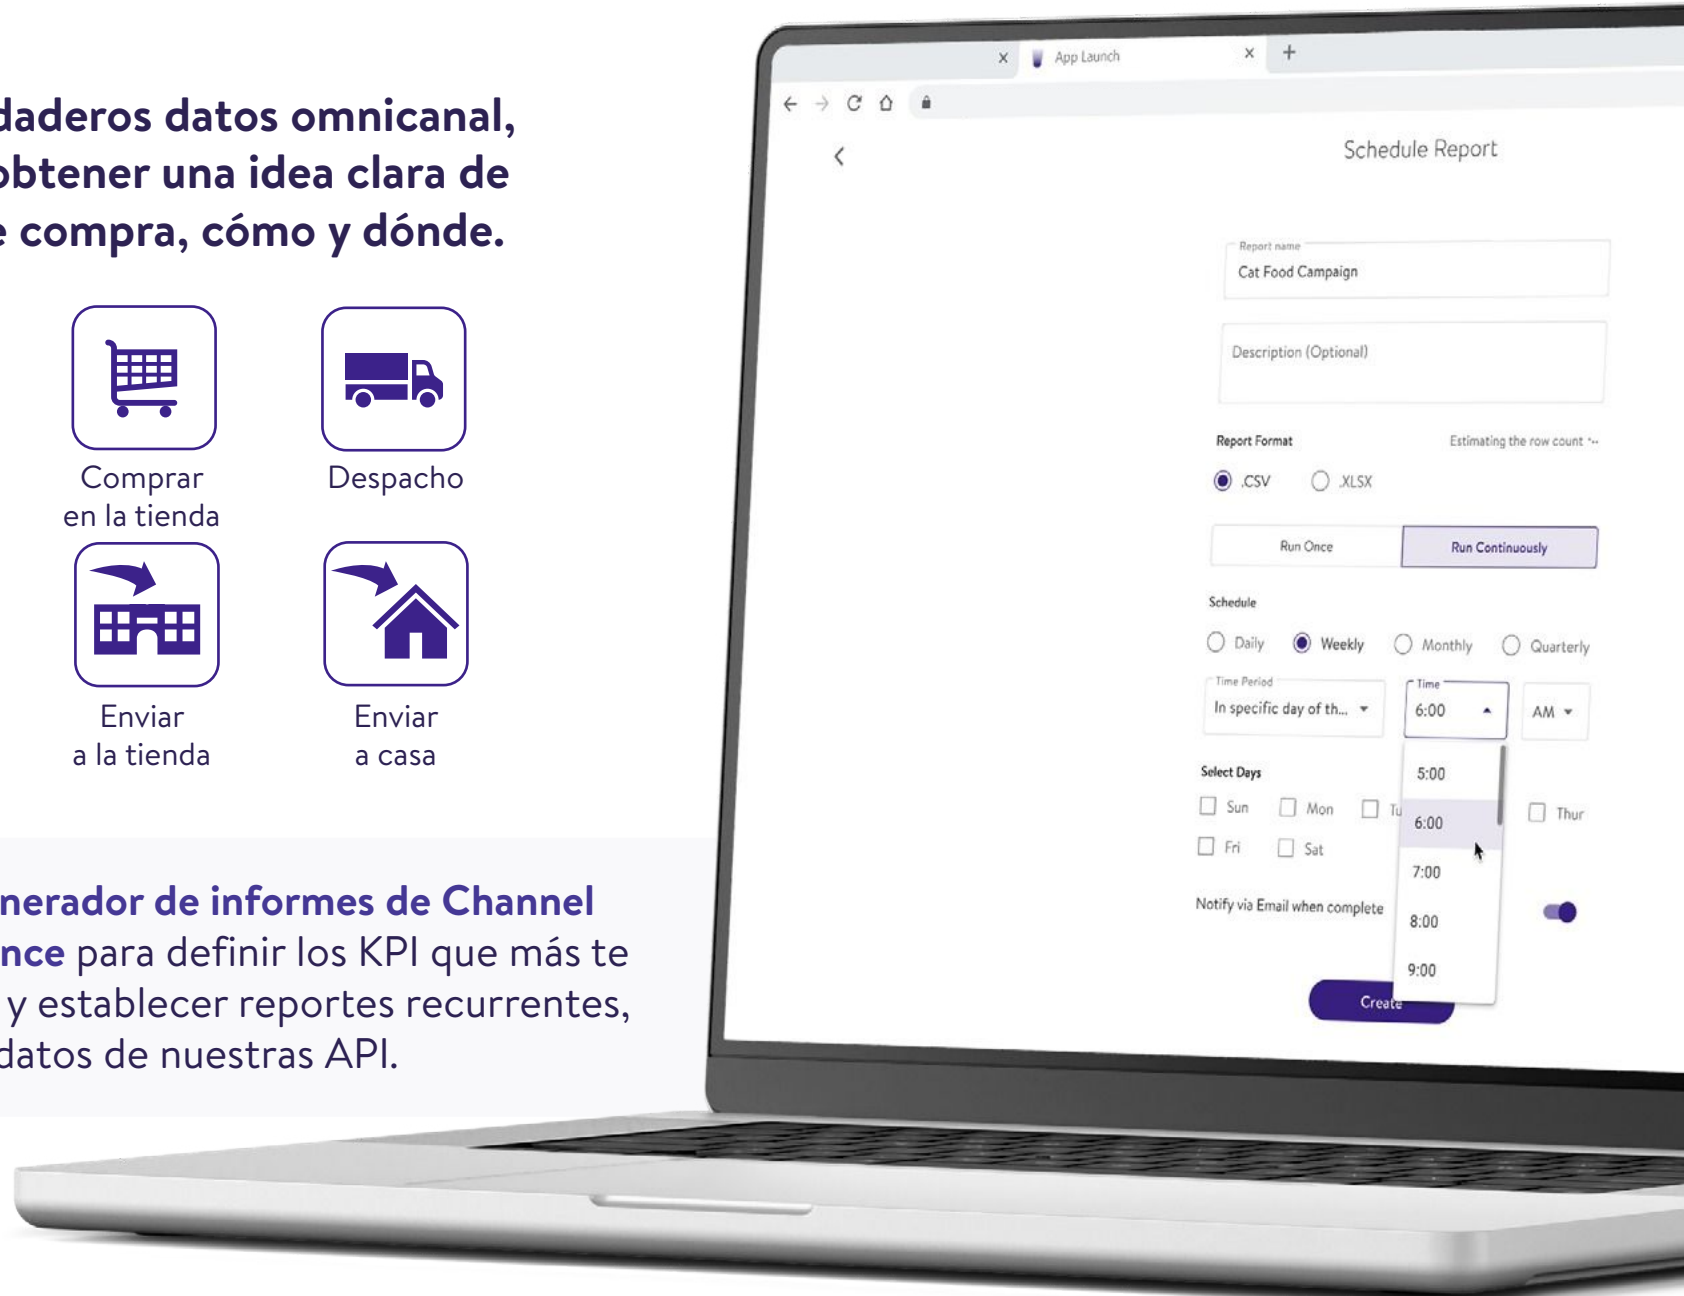 daderos datos omnicanal,
obtener una idea clara de
compra, cómo y dónde.
Comprar
en la tienda
Despacho
Enviar
a la tienda
Enviar
a casa
nerador de informes de Channel
nce para definir los KPI que más te
y establecer reportes recurrentes,
datos de nuestras API.
App Launch
Schedule Report
Report name
Cat Food Campaign
Description (Optional)
Report Format
Estimating the row count
.CSV .XLSX
Run Once Run Continuously
Schedule
Daily Weekly Monthly Quarterly
Time Period
In specific day of th...
Time
6:00
AM
5:00
6:00
7:00
8:00
9:00
Select Days
Sun Mon Tu Thur
Fri Sat
Notify via Email when complete
Create